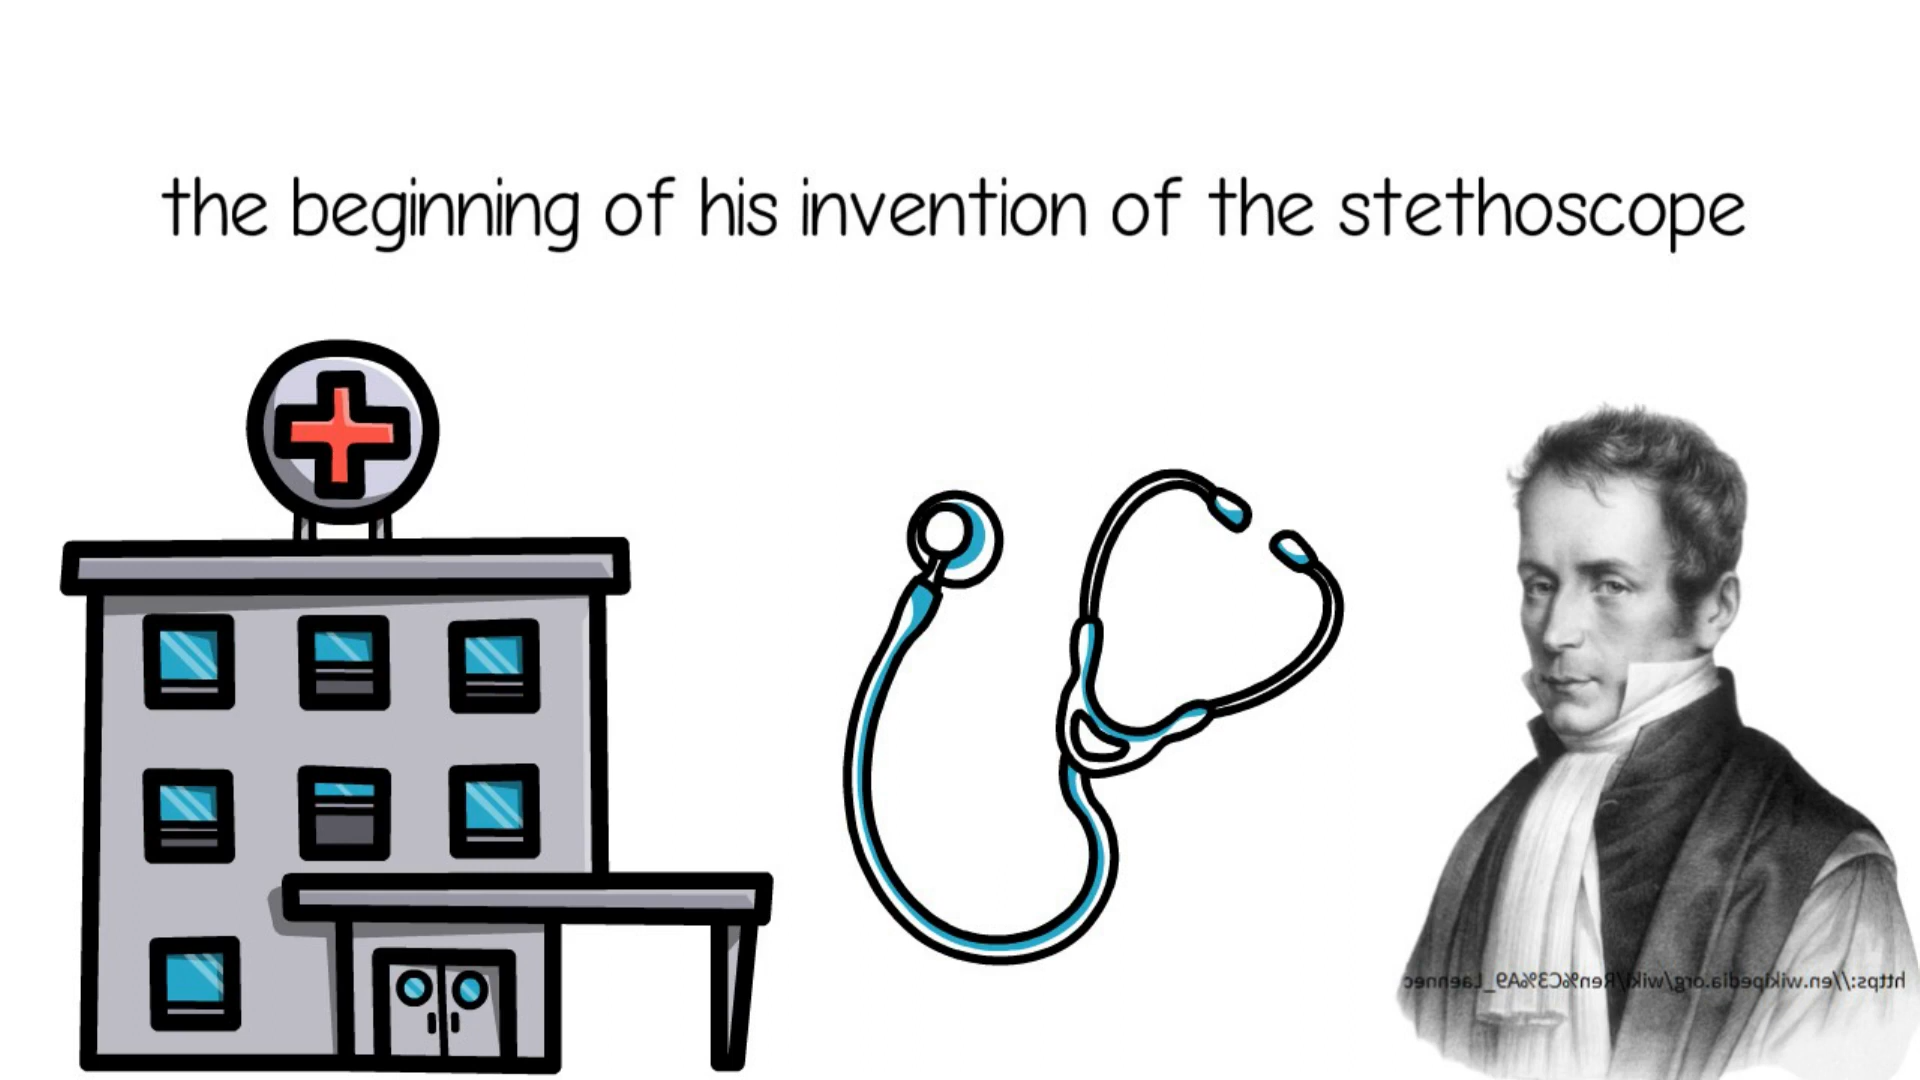 the beginning of his invention of the stethoscope
https://en.wikipedia.org/wiki/Ren%C3%A9_Laennec